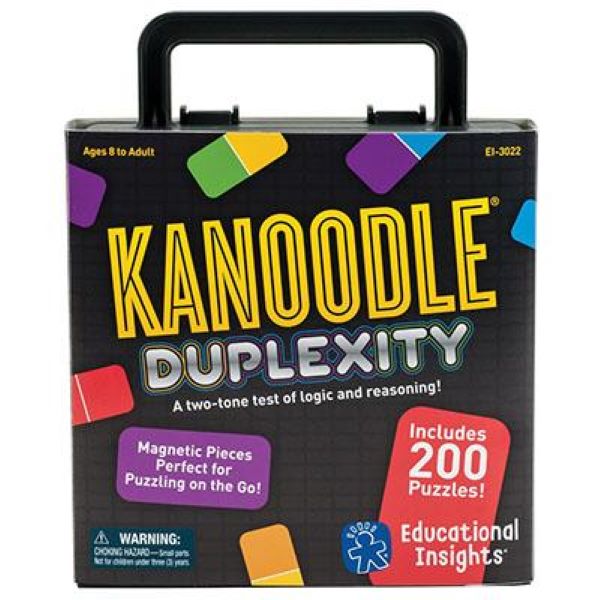 Ages 8 to Adult
EI-3022
KANOODLE®
DUPLEXITY
A two-tone test of logic and reasoning!
Magnetic Pieces
Perfect for
Puzzling on the Go!
Includes
200
Puzzles!
WARNING:
CHOKING HAZARD—Small parts
Not for children under three (3) years.
Educational
Insights®